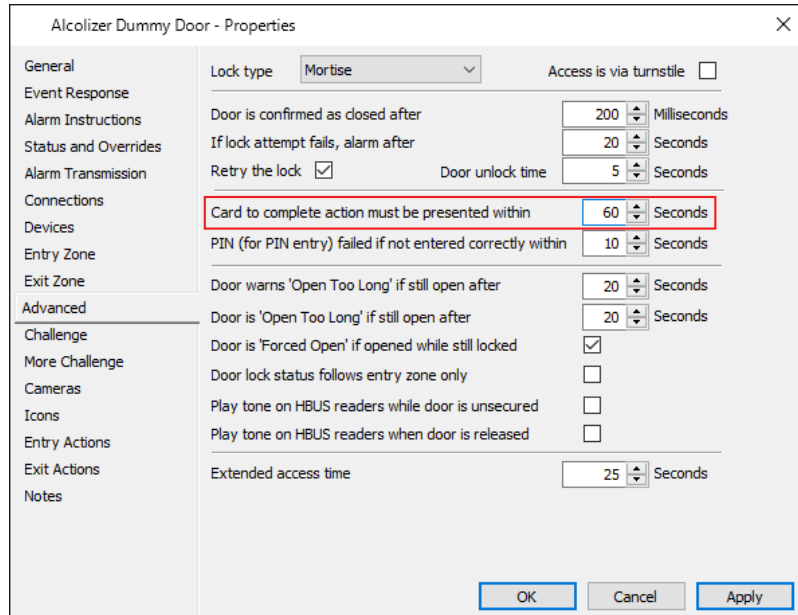 Alcolizer Dummy Door - Properties
General
Event Response
Alarm Instructions
Status and Overrides
Alarm Transmission
Connections
Devices
Entry Zone
Exit Zone
Advanced
Challenge
More Challenge
Cameras
Icons
Entry Actions
Exit Actions
Notes
Lock type Mortise Access is via turnstile
Door is confirmed as closed after 200 Milliseconds
If lock attempt fails, alarm after 20 Seconds
Retry the lock Door unlock time 5 Seconds
Card to complete action must be presented within 60 Seconds
PIN (for PIN entry) failed if not entered correctly within 10 Seconds
Door warns 'Open Too Long' if still open after 20 Seconds
Door is 'Open Too Long' if still open after 20 Seconds
Door is 'Forced Open' if opened while still locked
Door lock status follows entry zone only
Play tone on HBUS readers while door is unsecured
Play tone on HBUS readers when door is released
Extended access time 25 Seconds
OK Cancel Apply